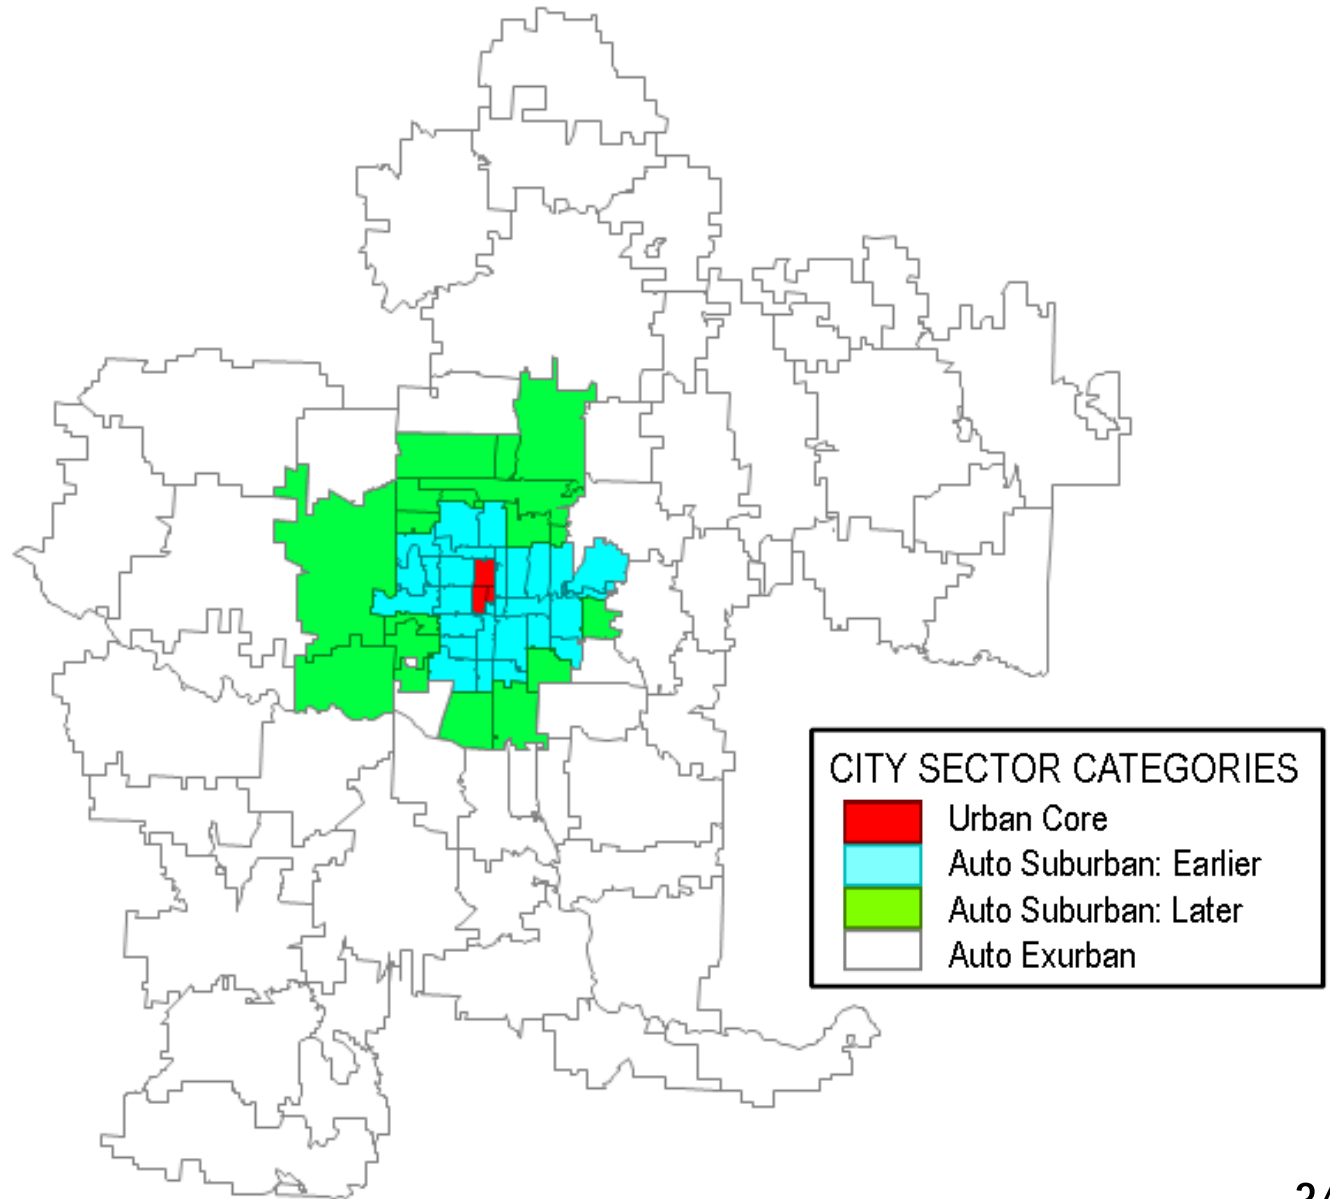 CITY SECTOR CATEGORIES
Urban Core
Auto Suburban: Earlier
Auto Suburban: Later
Auto Exurban